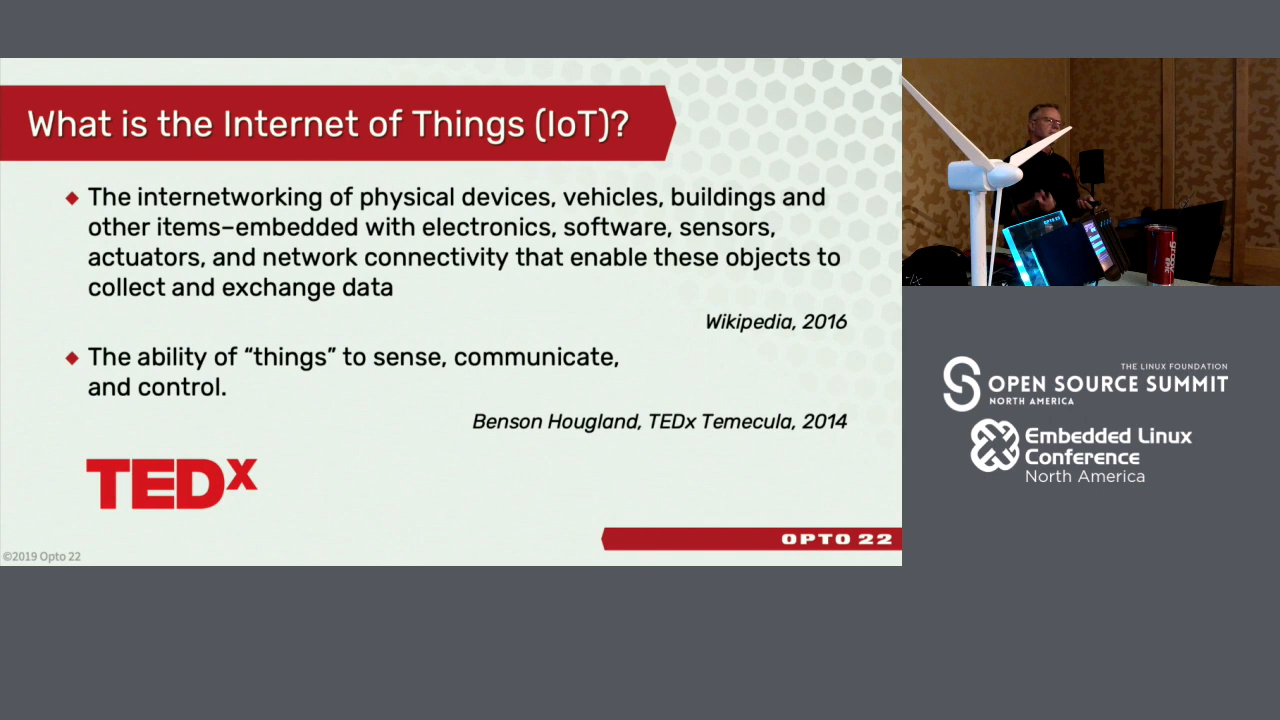 What is the Internet of Things (IoT)?
The internetworking of physical devices, vehicles, buildings and
other items–embedded with electronics, software, sensors,
actuators, and network connectivity that enable these objects to
collect and exchange data
Wikipedia, 2016
The ability of “things” to sense, communicate,
and control.
Benson Hougland, TEDx Temecula, 2014
TEDx
OPTO 22
©2019 Opto 22
THE LINUX FOUNDATION
OPEN SOURCE SUMMIT
NORTH AMERICA
Embedded Linux
Conference
North America